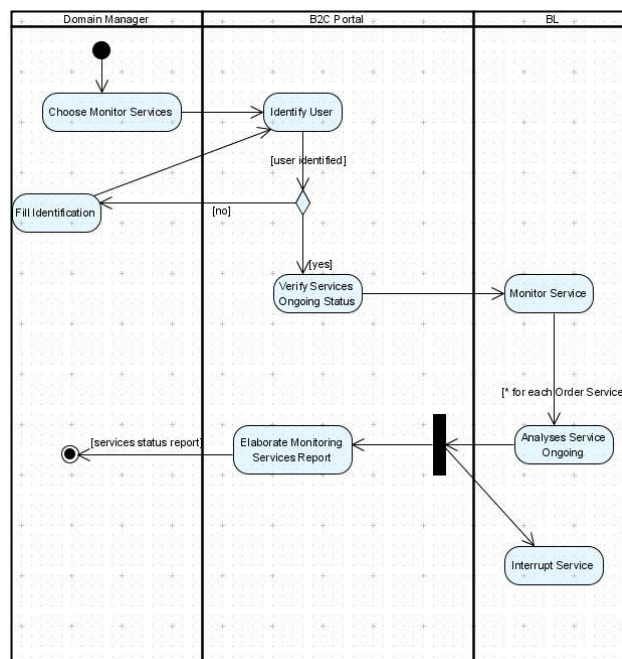 Domain Manager
B2C Portal
BL
Choose Monitor Services
Identify User
[user identified]
Fill Identification
[no]
[yes]
Verify Services
Ongoing Status
Monitor Service
[* for each Order Service
[services status report]
Elaborate Monitoring
Services Report
Analyses Service
Ongoing
Interrupt Service